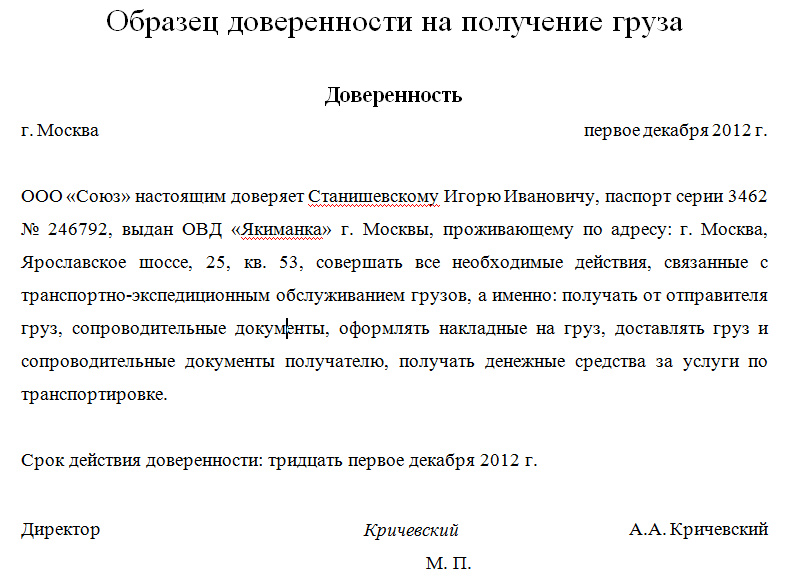 Образец доверенности на получение груза
Доверенность
г. Москва первое декабря 2012 г.
ООО «Союз» настоящим доверяет Станишевскому Игорю Ивановичу, паспорт серии 3462
№ 246792, выдан ОВД «Якиманка» г. Москвы, проживающему по адресу: г. Москва,
Ярославское шоссе, 25, кв. 53, совершать все необходимые действия, связанные с
транспортно-экспедиционным обслуживанием грузов, а именно: получать от отправителя
груз, сопроводительные документы, оформлять накладные на груз, доставлять груз и
сопроводительные документы получателю, получать денежные средства за услуги по
транспортировке.
Срок действия доверенности: тридцать первое декабря 2012 г.
Директор Кричевский А.А. Кричевский
М. П.